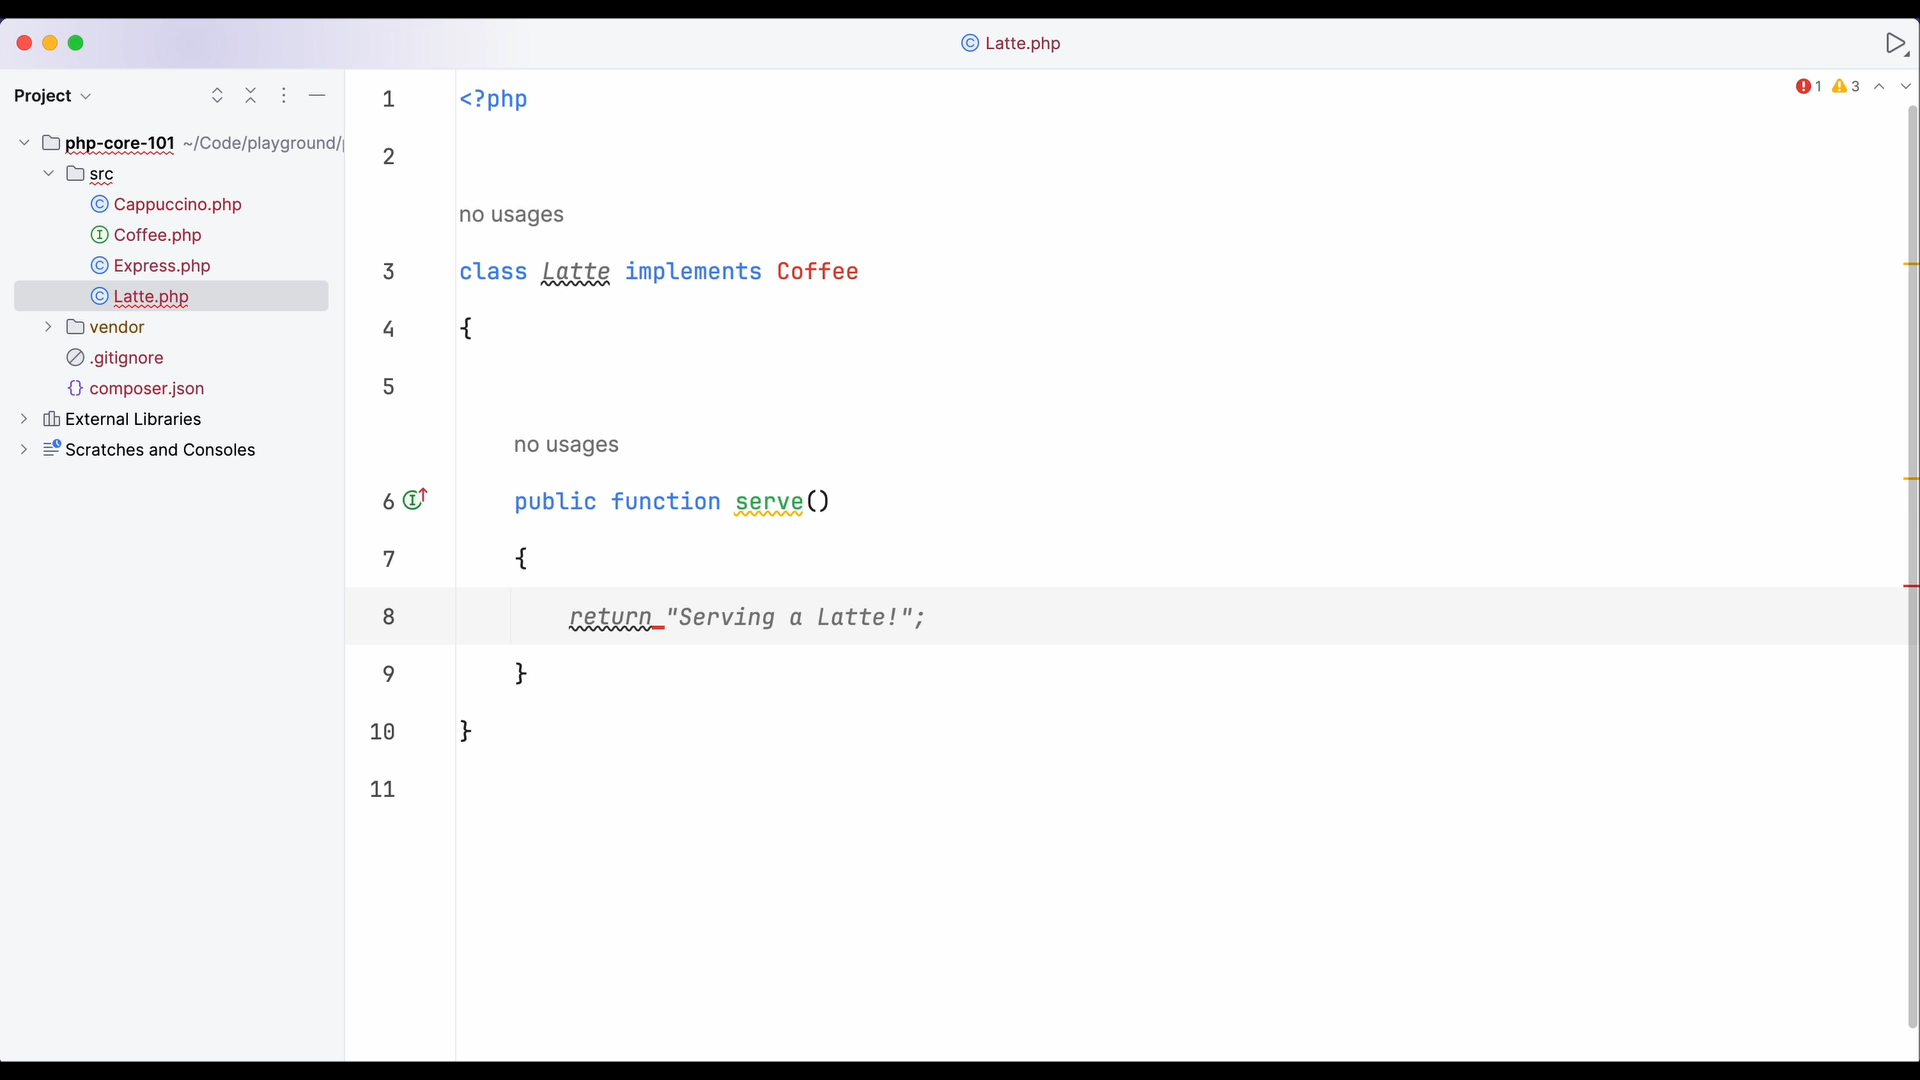 Latte.php
Project
php-core-101 ~/Code/playground/
src
Cappuccino.php
Coffee.php
Express.php
Latte.php
vendor
.gitignore
composer.json
External Libraries
Scratches and Consoles
1 3
1 <?php
2
no usages
3 class Latte implements Coffee
4 {
5
no usages
6 public function serve()
7 {
8 return "Serving a Latte!";
9 }
10 }
11